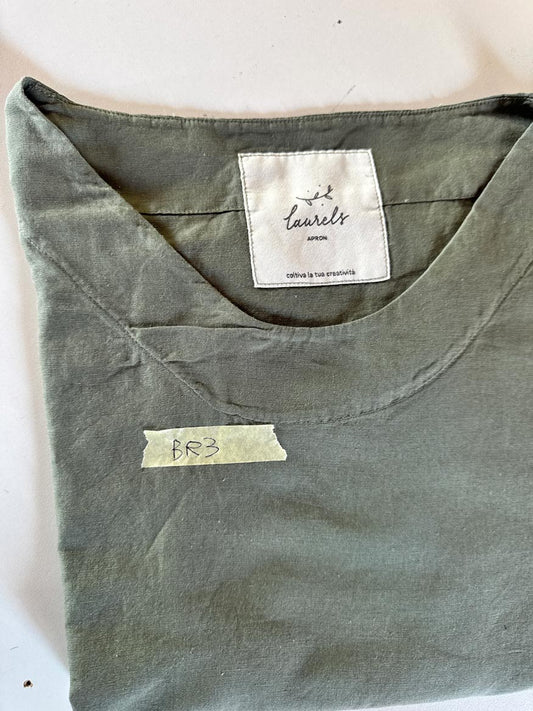 laurels
APRON
coltiva la tua creatività
BR3